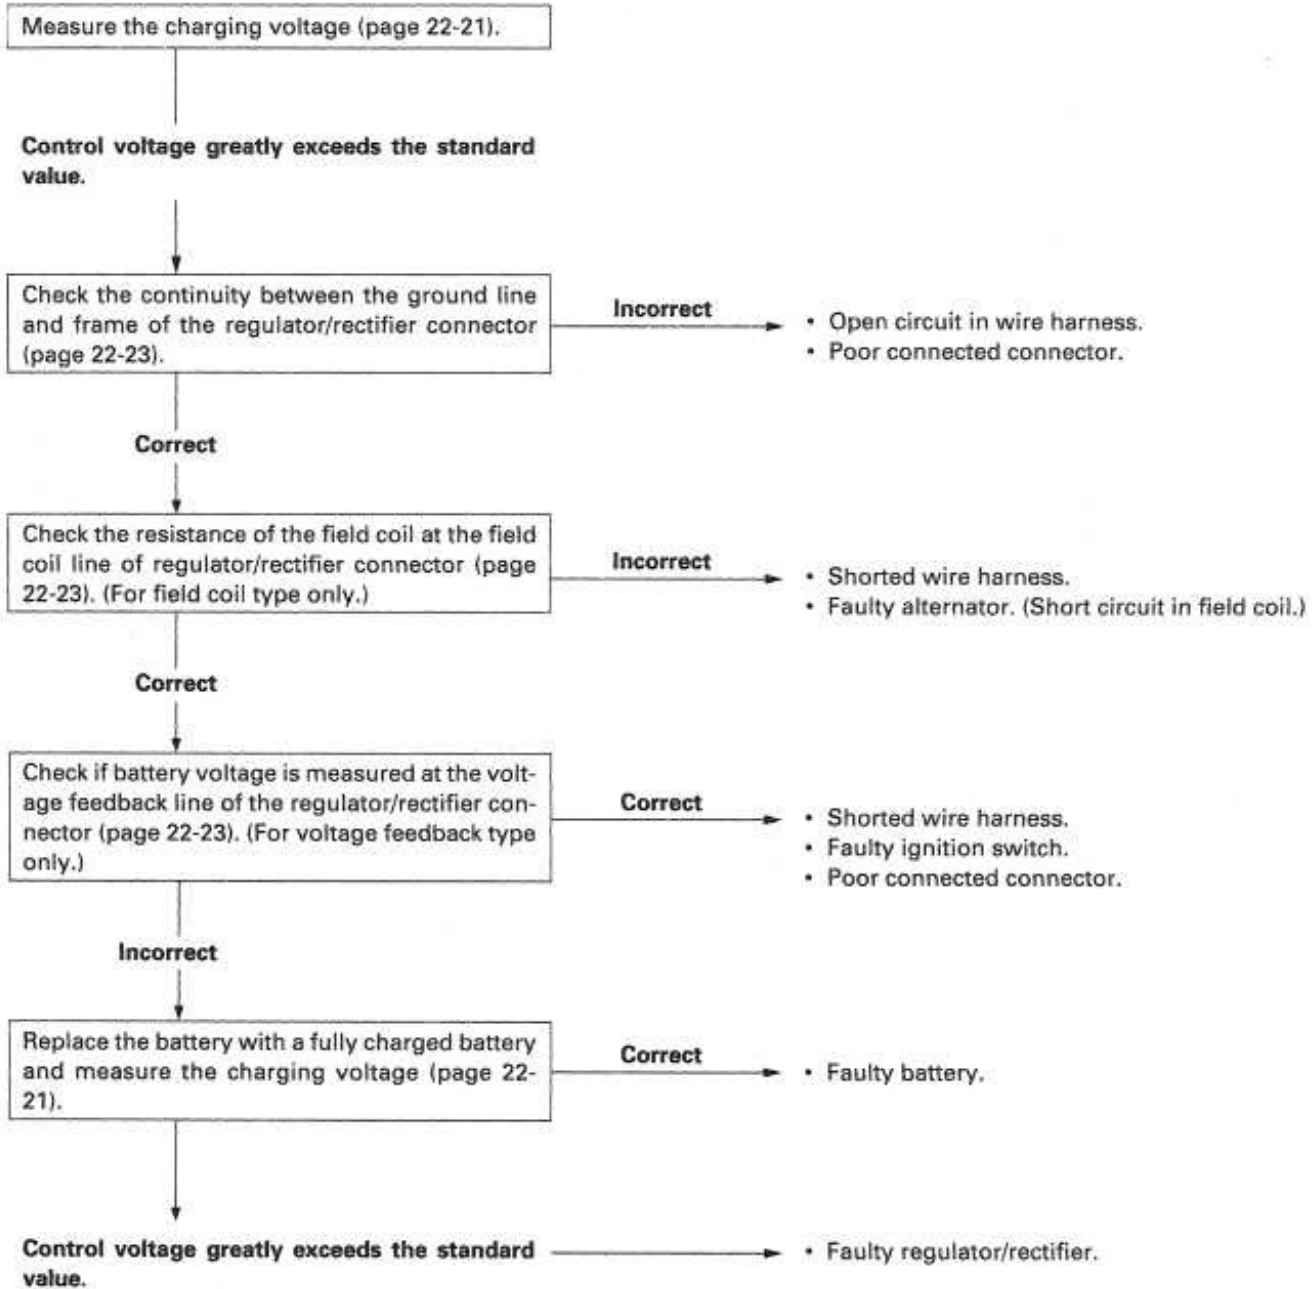 Measure the charging voltage (page 22-21).
Control voltage greatly exceeds the standard
value.
Check the continuity between the ground line
and frame of the regulator/rectifier connector
(page 22-23).
Incorrect
• Open circuit in wire harness.
• Poor connected connector.
Correct
Check the resistance of the field coil at the field
coil line of regulator/rectifier connector (page
22-23). (For field coil type only.)
Incorrect
• Shorted wire harness.
• Faulty alternator. (Short circuit in field coil.)
Correct
Check if battery voltage is measured at the volt-
age feedback line of the regulator/rectifier con-
nector (page 22-23). (For voltage feedback type
only.)
Correct
• Shorted wire harness.
• Faulty ignition switch.
• Poor connected connector.
Incorrect
Replace the battery with a fully charged battery
and measure the charging voltage (page 22-
21).
Correct
• Faulty battery.
Control voltage greatly exceeds the standard
value.
• Faulty regulator/rectifier.